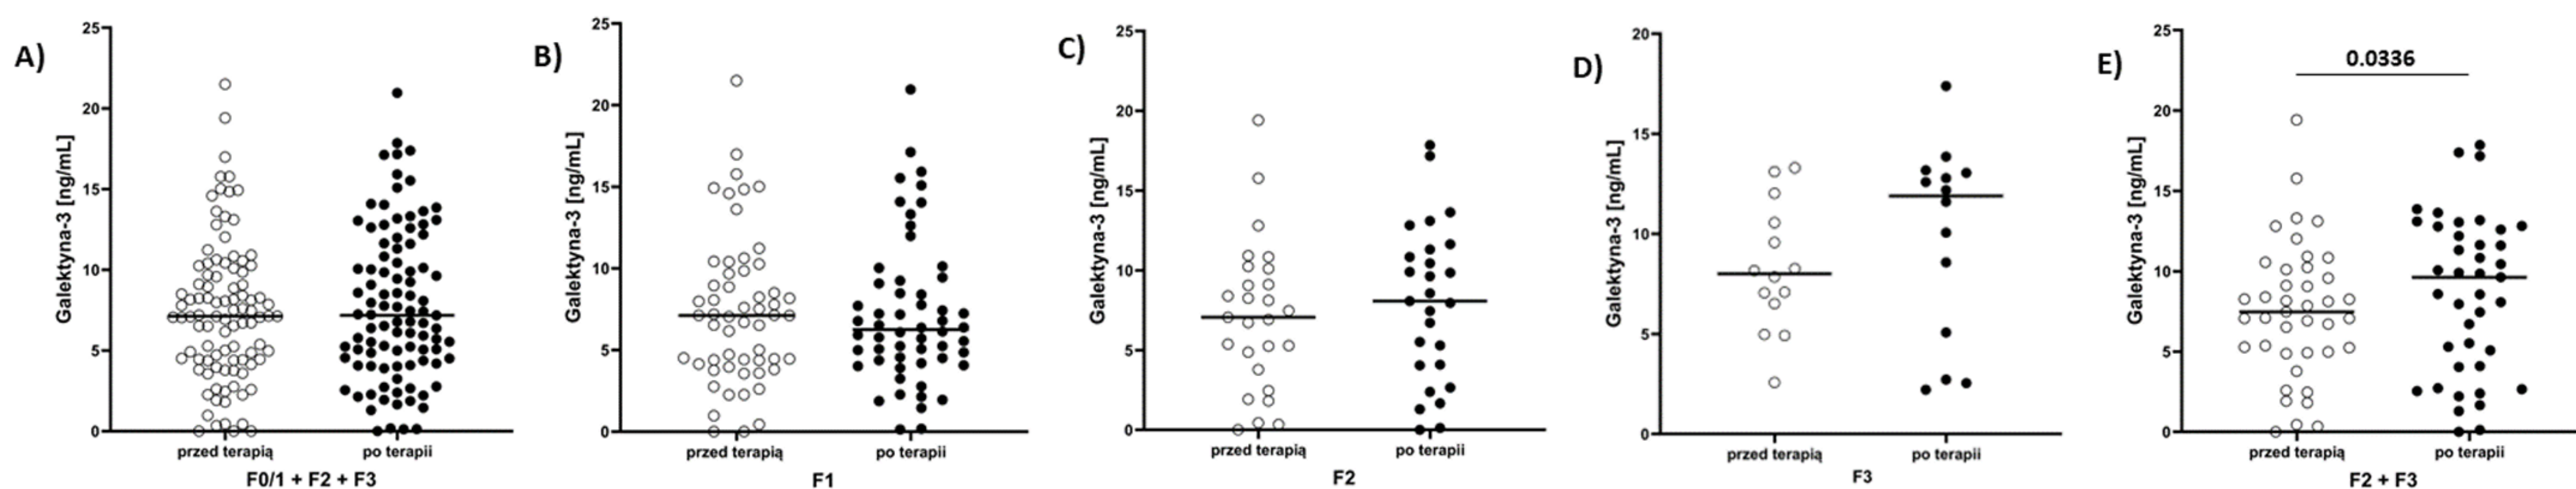 A)
Galektyna-3 [ng/mL]
25
20
15
10
5
0
przed terapią
po terapii
F0/1 + F2 + F3
B)
Galektyna-3 [ng/mL]
25
20
15
10
5
0
przed terapią
po terapii
F1
C)
Galektyna-3 [ng/mL]
25
20
15
10
5
0
przed terapią
po terapii
F2
D)
Galektyna-3 [ng/mL]
20
15
10
5
0
przed terapią
po terapii
F3
E)
Galektyna-3 [ng/mL]
25
20
15
10
5
0
0.0336
przed terapią
po terapii
F2 + F3